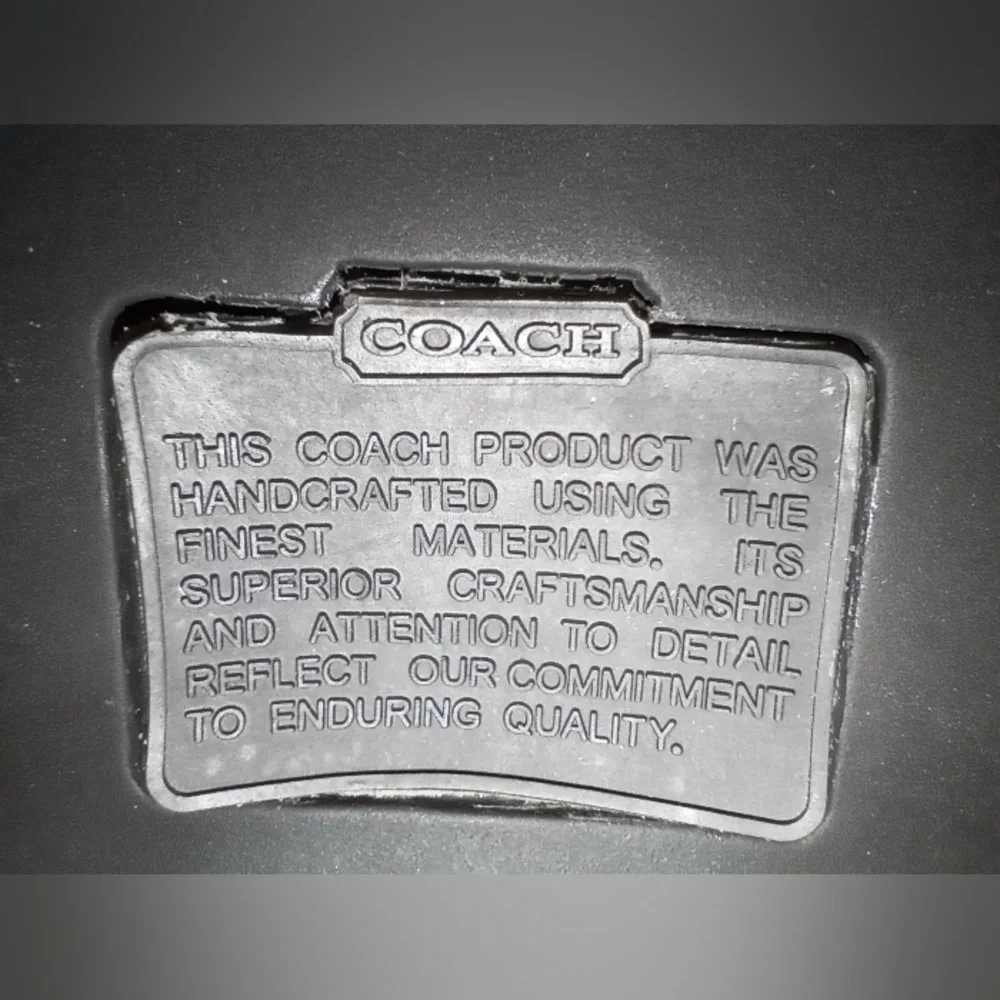 COACH
THIS COACH PRODUCT WAS
HANDCRAFTED USING THE
FINEST MATERIALS. ITS
SUPERIOR CRAFTSMANSHIP
AND ATTENTION TO DETAIL
REFLECT OUR COMMITMENT
TO ENDURING QUALITY.